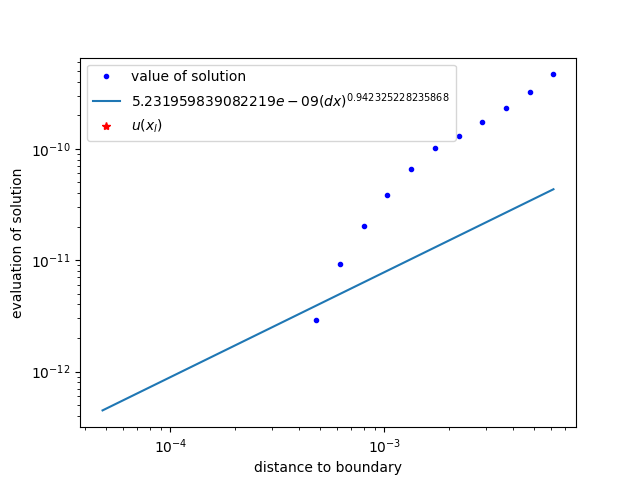 value of solution
5.231959839082219e − 09(dx)^0.942325228235868
u(x_l)
evaluation of solution
10^−10
10^−11
10^−12
10^−4
10^−3
distance to boundary